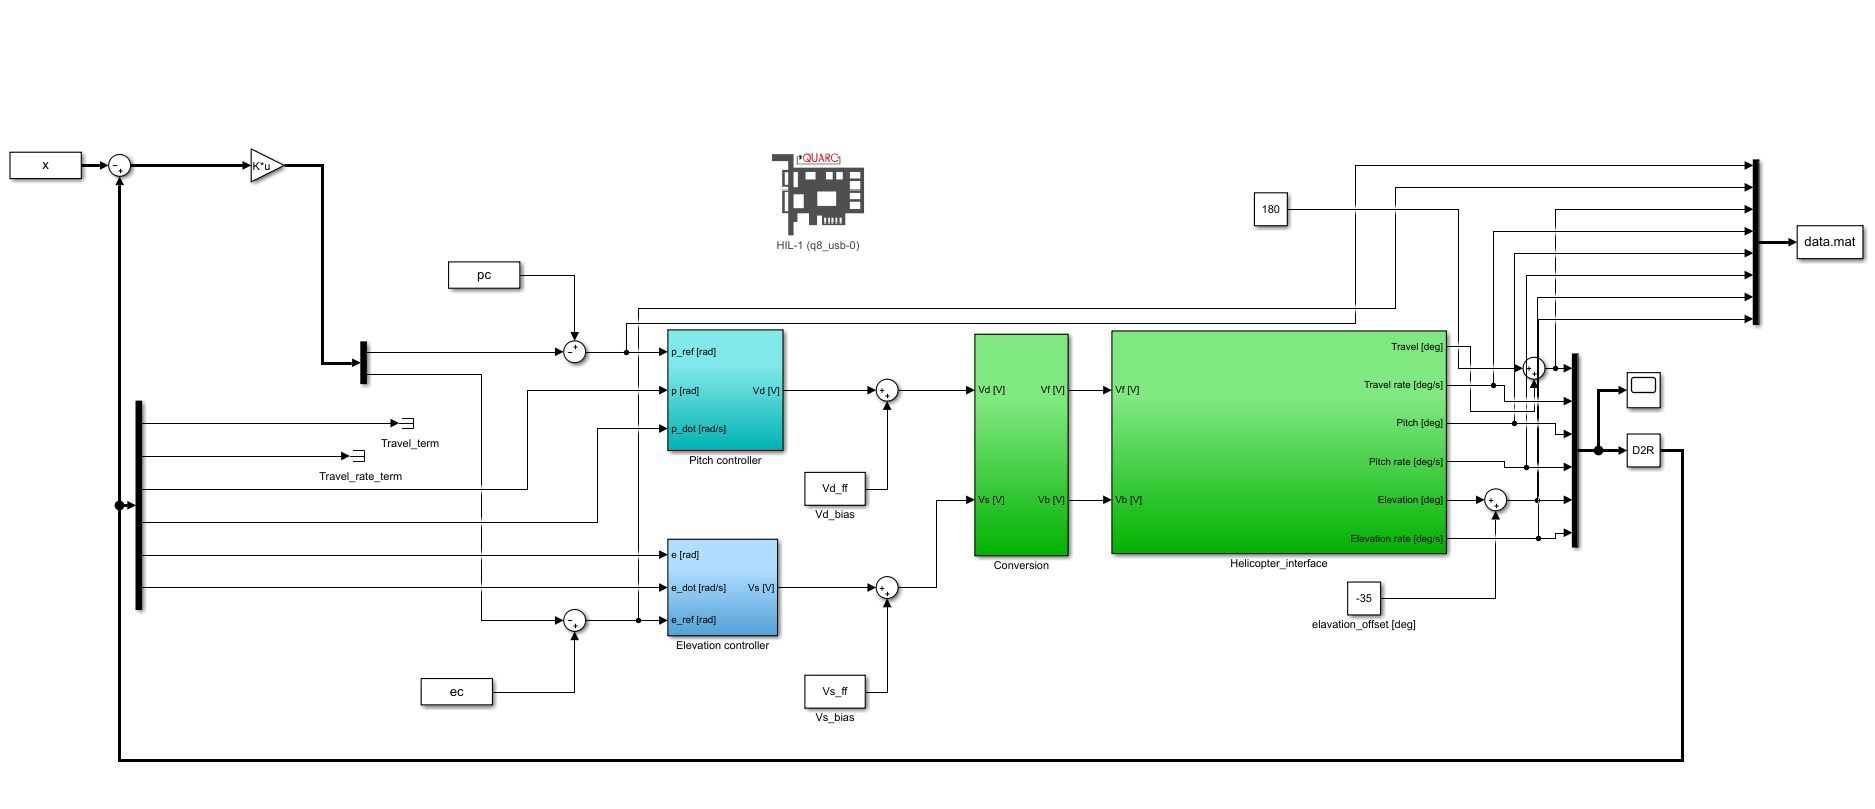 x
K*u
QUARC
HIL-1 (q8_usb-0)
180
data.mat
pc
p_ref [rad]
p [rad]
p_dot [rad/s]
Vd [V]
Pitch controller
Travel_term
Travel_rate_term
Vd_ff
Vd_bias
e [rad]
e_dot [rad/s]
e_ref [rad]
Vs [V]
Elevation controller
ec
Vs_ff
Vs_bias
Vd [V]
Vs [V]
Vf [V]
Vb [V]
Conversion
Vf [V]
Vb [V]
Travel [deg]
Travel rate [deg/s]
Pitch [deg]
Pitch rate [deg/s]
Elevation [deg]
Elevation rate [deg/s]
Helicopter_interface
-35
elavation_offset [deg]
D2R